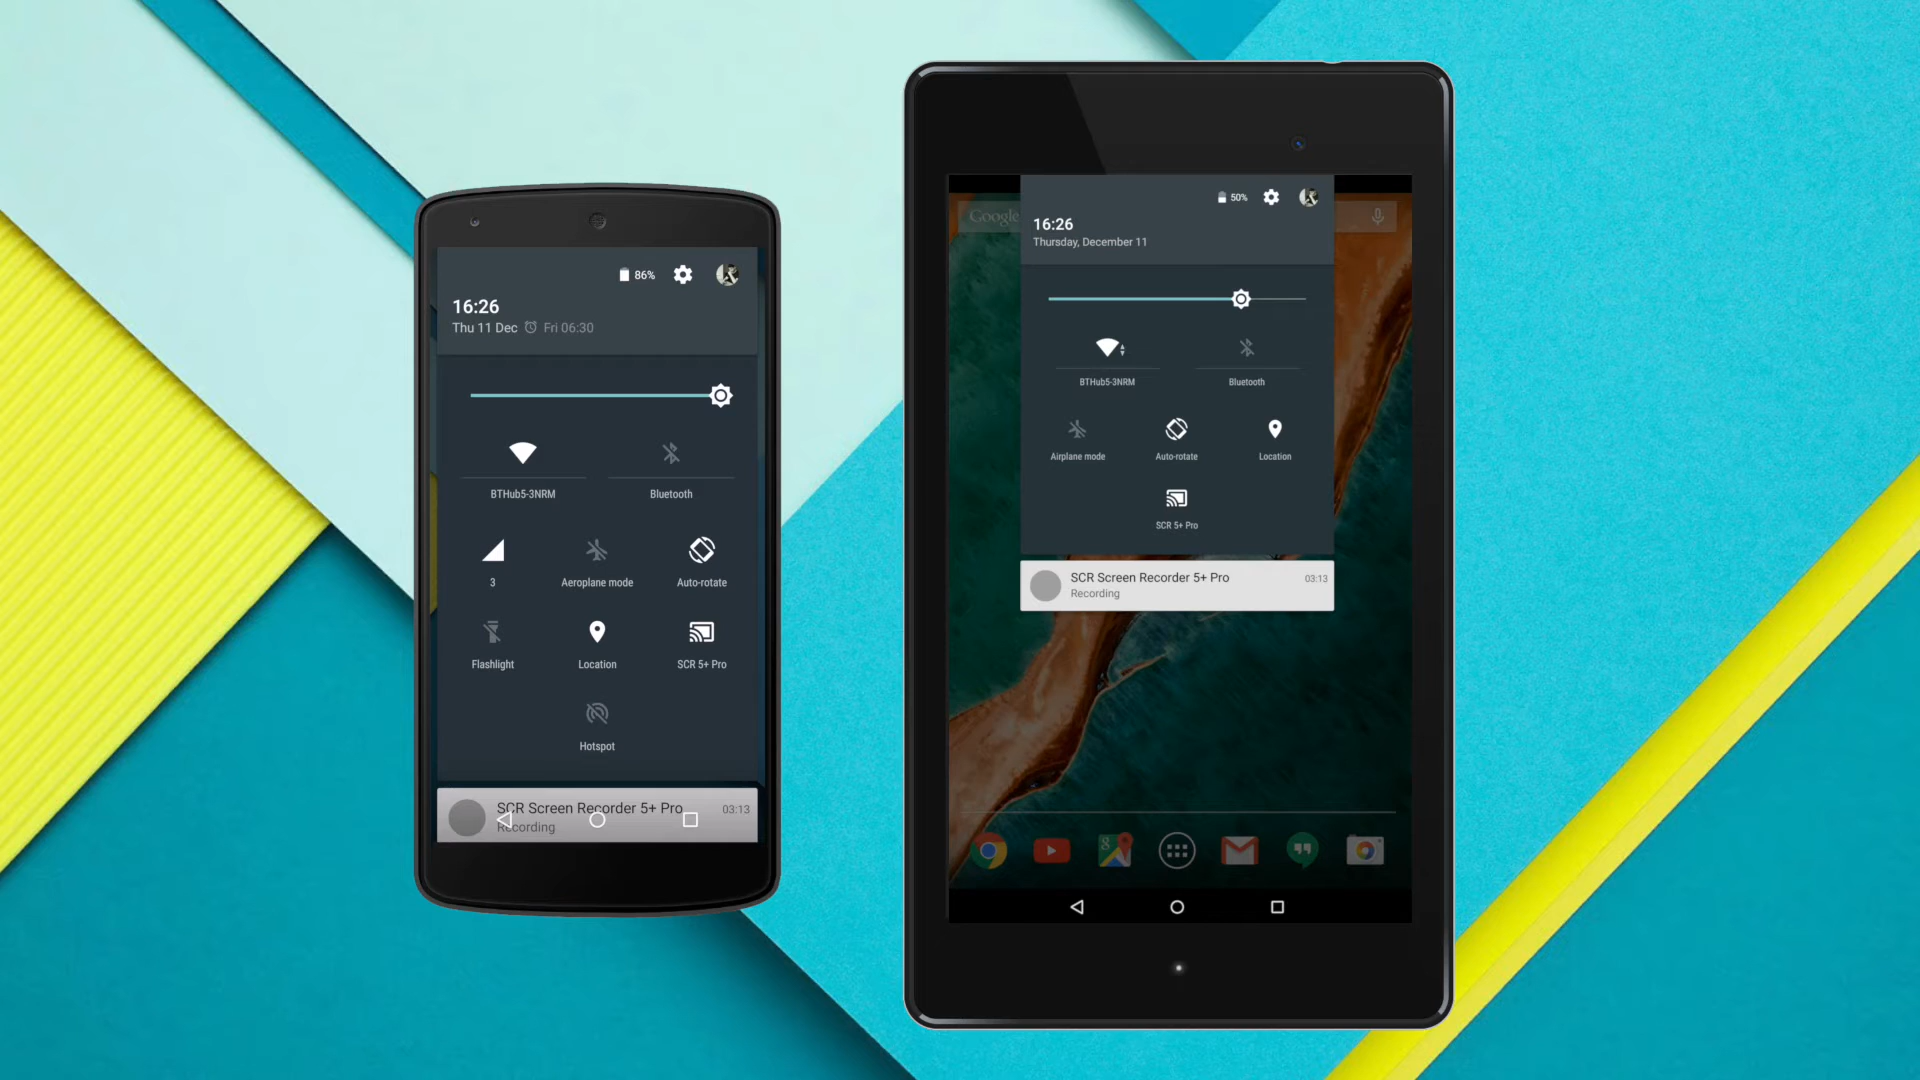 86%
16:26
Thu 11 Dec Fri 06:30
BTHub5-3NRM Bluetooth
3 Aeroplane mode Auto-rotate
Flashlight Location SCR 5+ Pro
Hotspot
SCR Screen Recorder 5+ Pro 03:13
Recording
Google
50%
16:26
Thursday, December 11
BTHub5-3NRM Bluetooth
Airplane mode Auto-rotate Location
SCR 5+ Pro
SCR Screen Recorder 5+ Pro 03:13
Recording